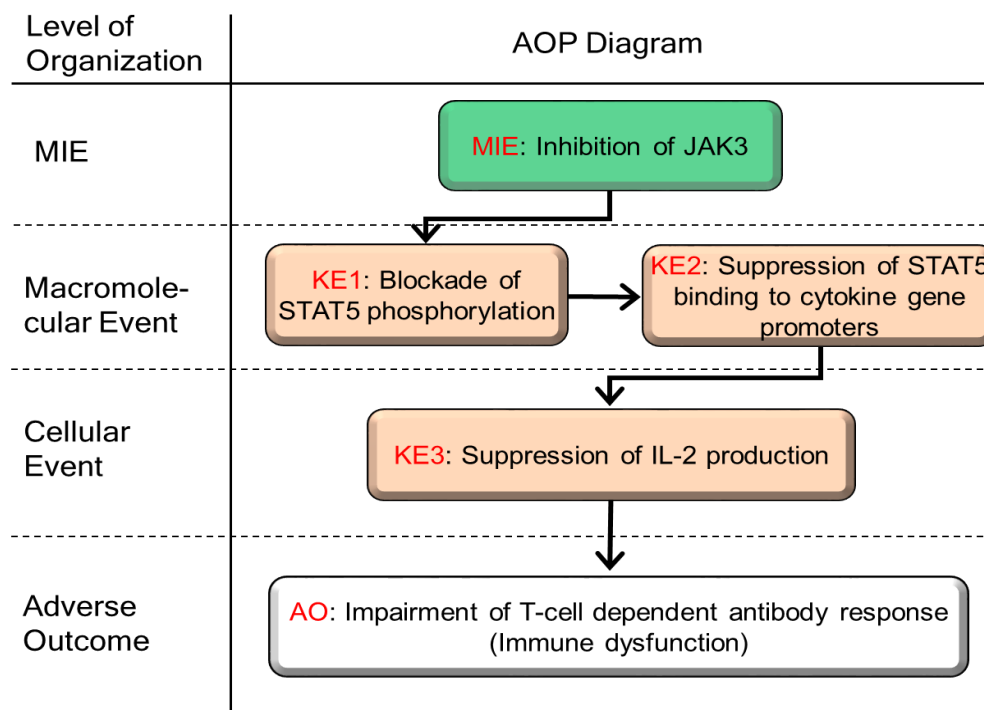 Level of
Organization
AOP Diagram
MIE
MIE: Inhibition of JAK3
Macromole-
cular Event
KE1: Blockade of
STAT5 phosphorylation
KE2: Suppression of STAT5
binding to cytokine gene
promoters
Cellular
Event
KE3: Suppression of IL-2 production
Adverse
Outcome
AO: Impairment of T-cell dependent antibody response
(Immune dysfunction)